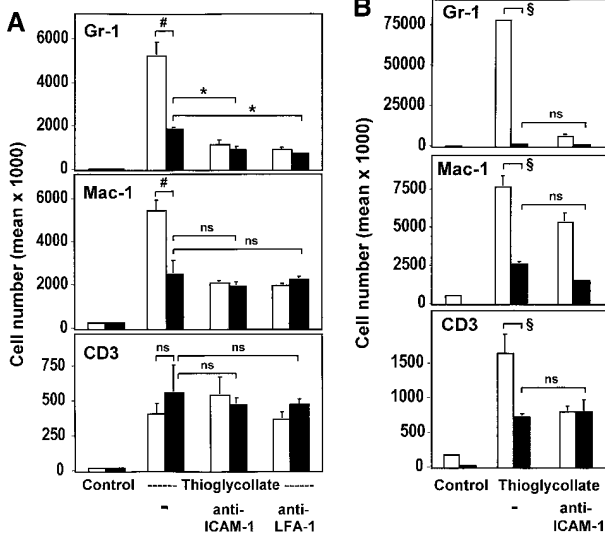 A
Gr-1
#
*
*
6000
4000
2000
0
Mac-1
#
ns
ns
6000
4000
2000
0
CD3
ns
ns
ns
750
500
250
0
Cell number (mean x 1000)
Control
------ Thioglycollate ------
-
anti-ICAM-1
anti-LFA-1
B
Gr-1
§
ns
75000
50000
25000
0
Mac-1
§
ns
7500
5000
2500
0
CD3
§
ns
1500
1000
500
0
Cell number (mean x 1000)
Control
Thioglycollate
-
anti-ICAM-1